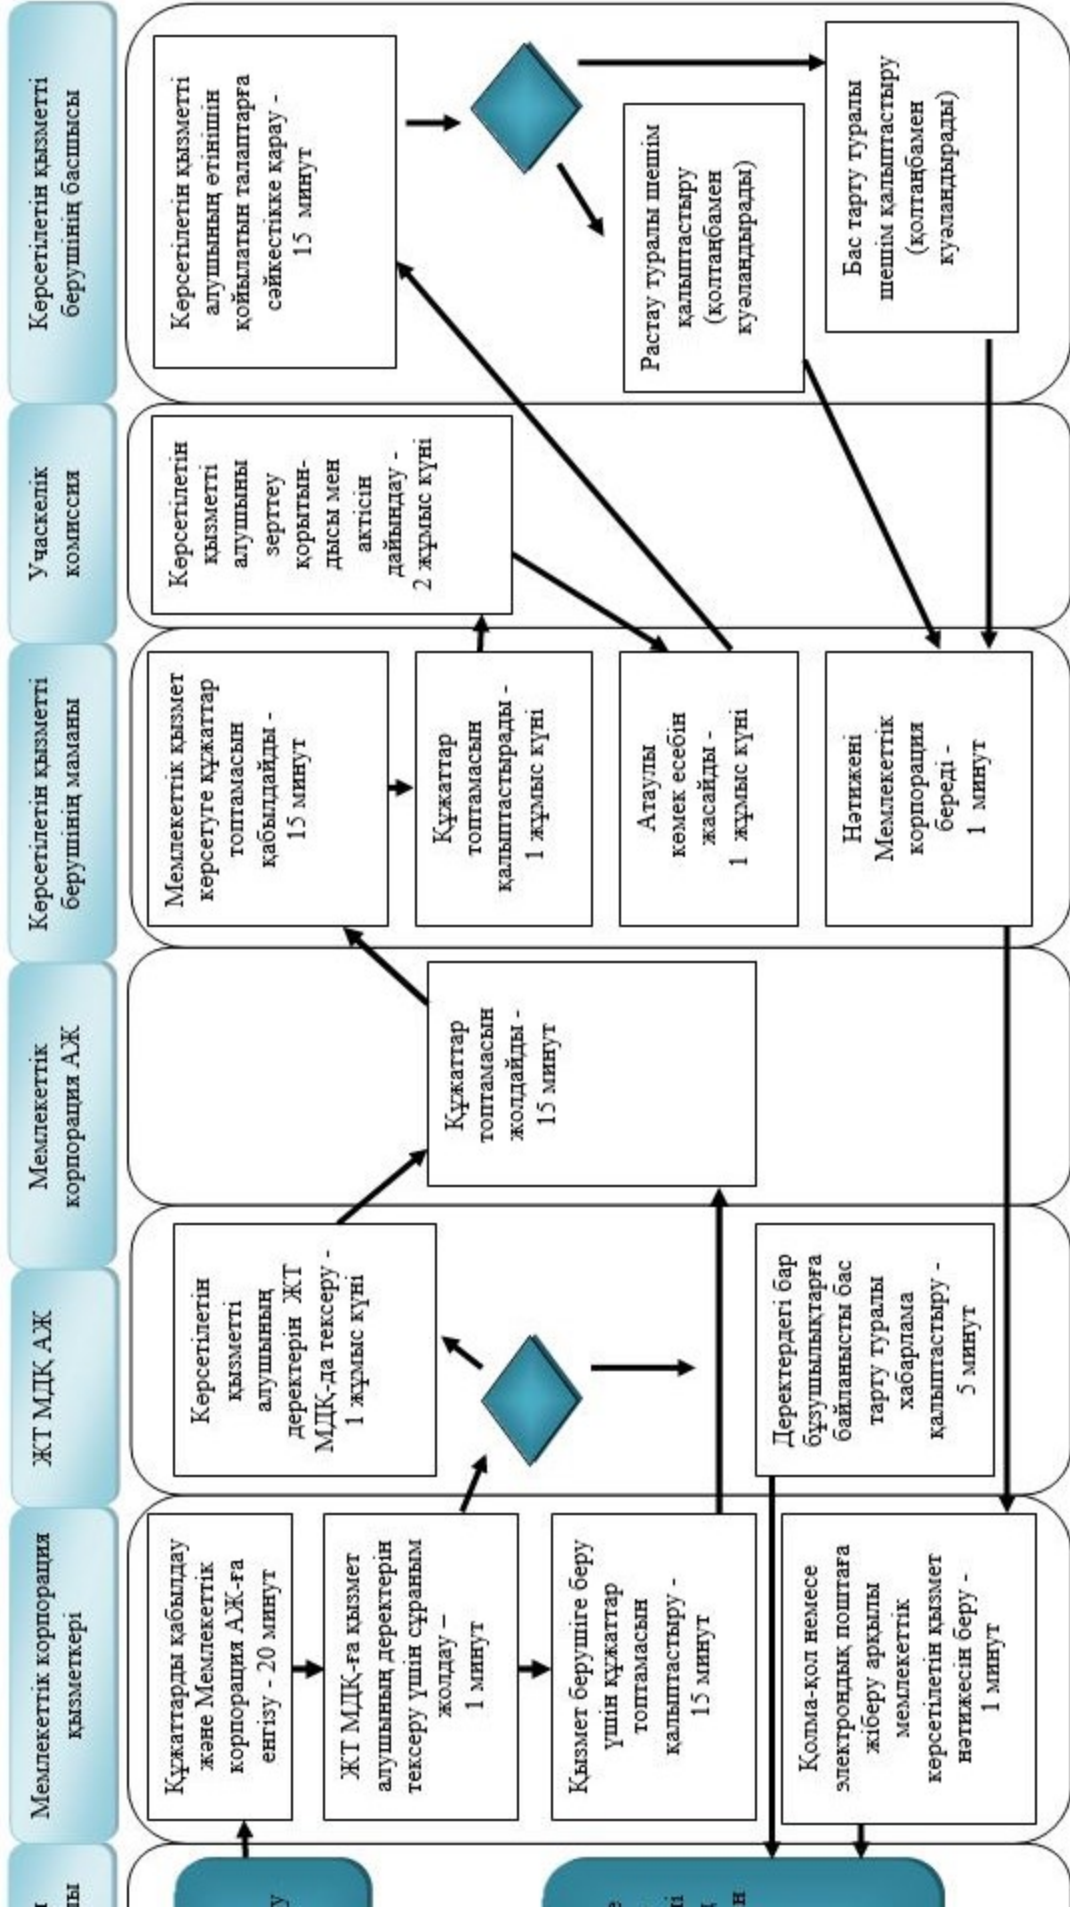 Мемлекеттік корпорация
қызметкері
ЖТ МДҚ АЖ
Мемлекеттік
корпорация АЖ
Көрсетілетін қызметті
берушінің маманы
Учаскелік
комиссия
Көрсетілетін қызметті
берушінің басшысы
Құжаттарды қабылдау
және Мемлекеттік
корпорация АЖ-ға
енгізу - 20 минут
ЖТ МДҚ-ға қызмет
алушының деректерін
тексеру үшін сұраным
жолдау –
1 минут
Қызмет берушіге беру
үшін құжаттар
топтамасын
қалыптастыру -
15 минут
Қолма-қол немесе
электрондық поштаға
жіберу арқылы
мемлекеттік
көрсетілетін қызмет
нәтижесін беру -
1 минут
Көрсетілетін
қызметті
алушының
деректерін ЖТ
МДҚ-да тексеру -
1 жұмыс күні
Деректердегі бар
бұзушылықтарға
байланысты бас
тарту туралы
хабарлама
қалыптастыру -
5 минут
Құжаттар
топтамасын
жолдайды -
15 минут
Мемлекеттік қызмет
көрсетуге құжаттар
топтамасын
қабылдайды -
15 минут
Құжаттар
топтамасын
қалыптастырады -
1 жұмыс күні
Атаулы
көмек есебін
жасайды -
1 жұмыс күні
Нәтижені
Мемлекеттік
корпорация
береді -
1 минут
Көрсетілетін
қызметті
алушыны
зерттеу
қорытын-
дысы мен
актісін
дайындау -
2 жұмыс күні
Көрсетілетін қызметті
алушының өтінішін
қойылатын талаптарға
сәйкестікке қарау -
15 минут
Растау туралы шешім
қалыптастыру
(қолтаңбамен
куәландырады)
Бас тарту туралы
шешім қалыптастыру
(қолтаңбамен
куәландырады)